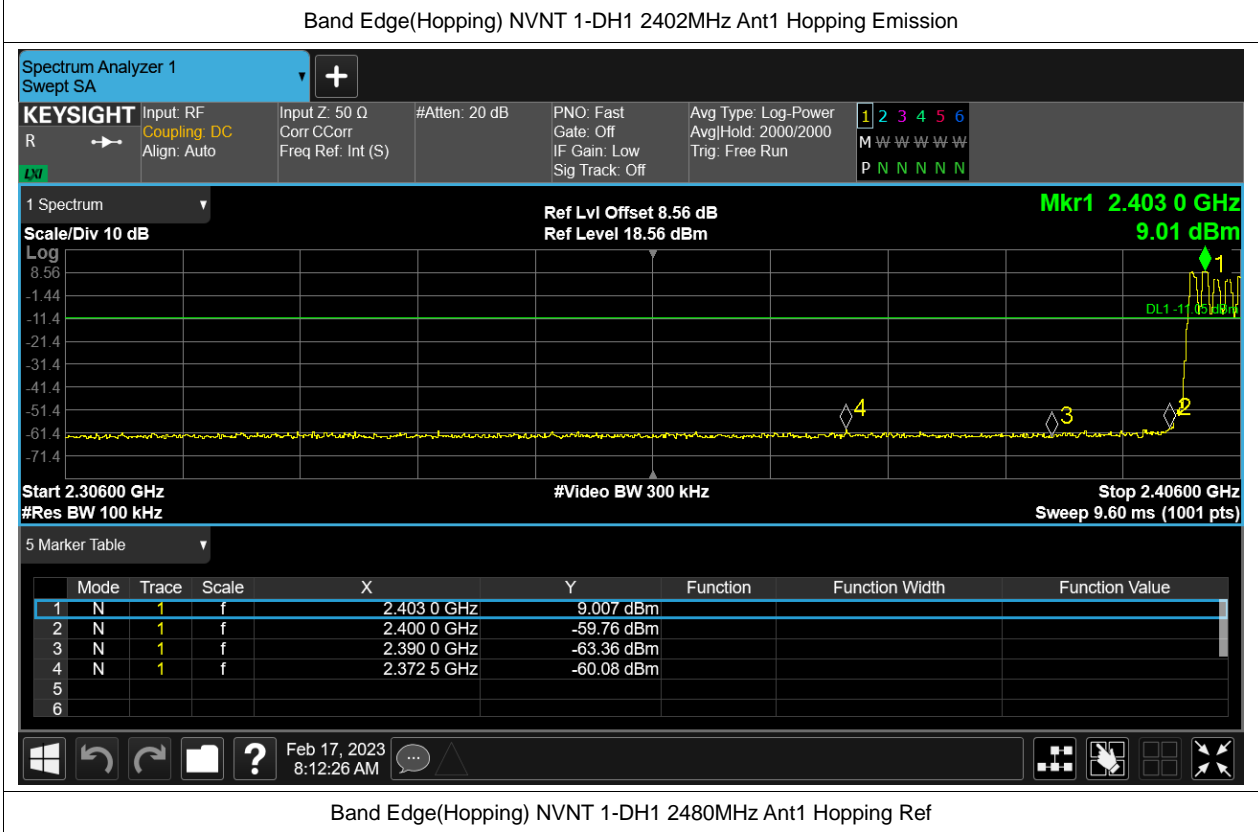 Band Edge(Hopping) NVNT 1-DH1 2402MHz Ant1 Hopping Emission
Spectrum Analyzer 1
Swept SA
+
KEYSIGHT Input: RF Input Z: 50 Ω #Atten: 20 dB PNO: Fast Avg Type: Log-Power 1 2 3 4 5 6
R Coupling: DC Corr CCorr Gate: Off Avg|Hold: 2000/2000 M W W W W W
Align: Auto Freq Ref: Int (S) IF Gain: Low Trig: Free Run
LXI Sig Track: Off P N N N N N
1 Spectrum Ref Lvl Offset 8.56 dB Mkr1 2.403 0 GHz
Scale/Div 10 dB Ref Level 18.56 dBm 9.01 dBm
Log
1
8.56
-1.44
DL1 -11.05 dBm
-11.4
-21.4
-31.4
-41.4
-51.4
4 3 2
-61.4
-71.4
Start 2.30600 GHz #Video BW 300 kHz Stop 2.40600 GHz
#Res BW 100 kHz Sweep 9.60 ms (1001 pts)
5 Marker Table
Mode Trace Scale X Y Function Function Width Function Value
1 N 1 f 2.403 0 GHz 9.007 dBm
2 N 1 f 2.400 0 GHz -59.76 dBm
3 N 1 f 2.390 0 GHz -63.36 dBm
4 N 1 f 2.372 5 GHz -60.08 dBm
5
6
? Feb 17, 2023
8:12:26 AM
Band Edge(Hopping) NVNT 1-DH1 2480MHz Ant1 Hopping Ref